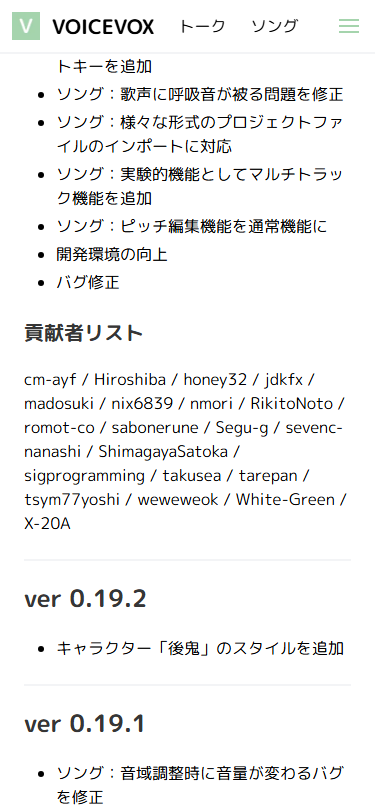 V VOICEVOX トーク ソング
トキーを追加
• ソング：歌声に呼吸音が被る問題を修正
• ソング：様々な形式のプロジェクトファ
イルのインポートに対応
• ソング：実験的機能としてマルチトラッ
ク機能を追加
• ソング：ピッチ編集機能を通常機能に
• 開発環境の向上
• バグ修正
貢献者リスト
cm-ayf / Hiroshiba / honey32 / jdkfx /
madosuki / nix6839 / nmori / RikitoNoto /
romot-co / sabonerune / Segu-g / sevenc-
nanashi / ShimagayaSatoka /
sigprogramming / takusea / tarepan /
tsym77yoshi / weweweok / White-Green /
X-20A
ver 0.19.2
• キャラクター「後鬼」のスタイルを追加
ver 0.19.1
• ソング：音域調整時に音量が変わるバグ
を修正